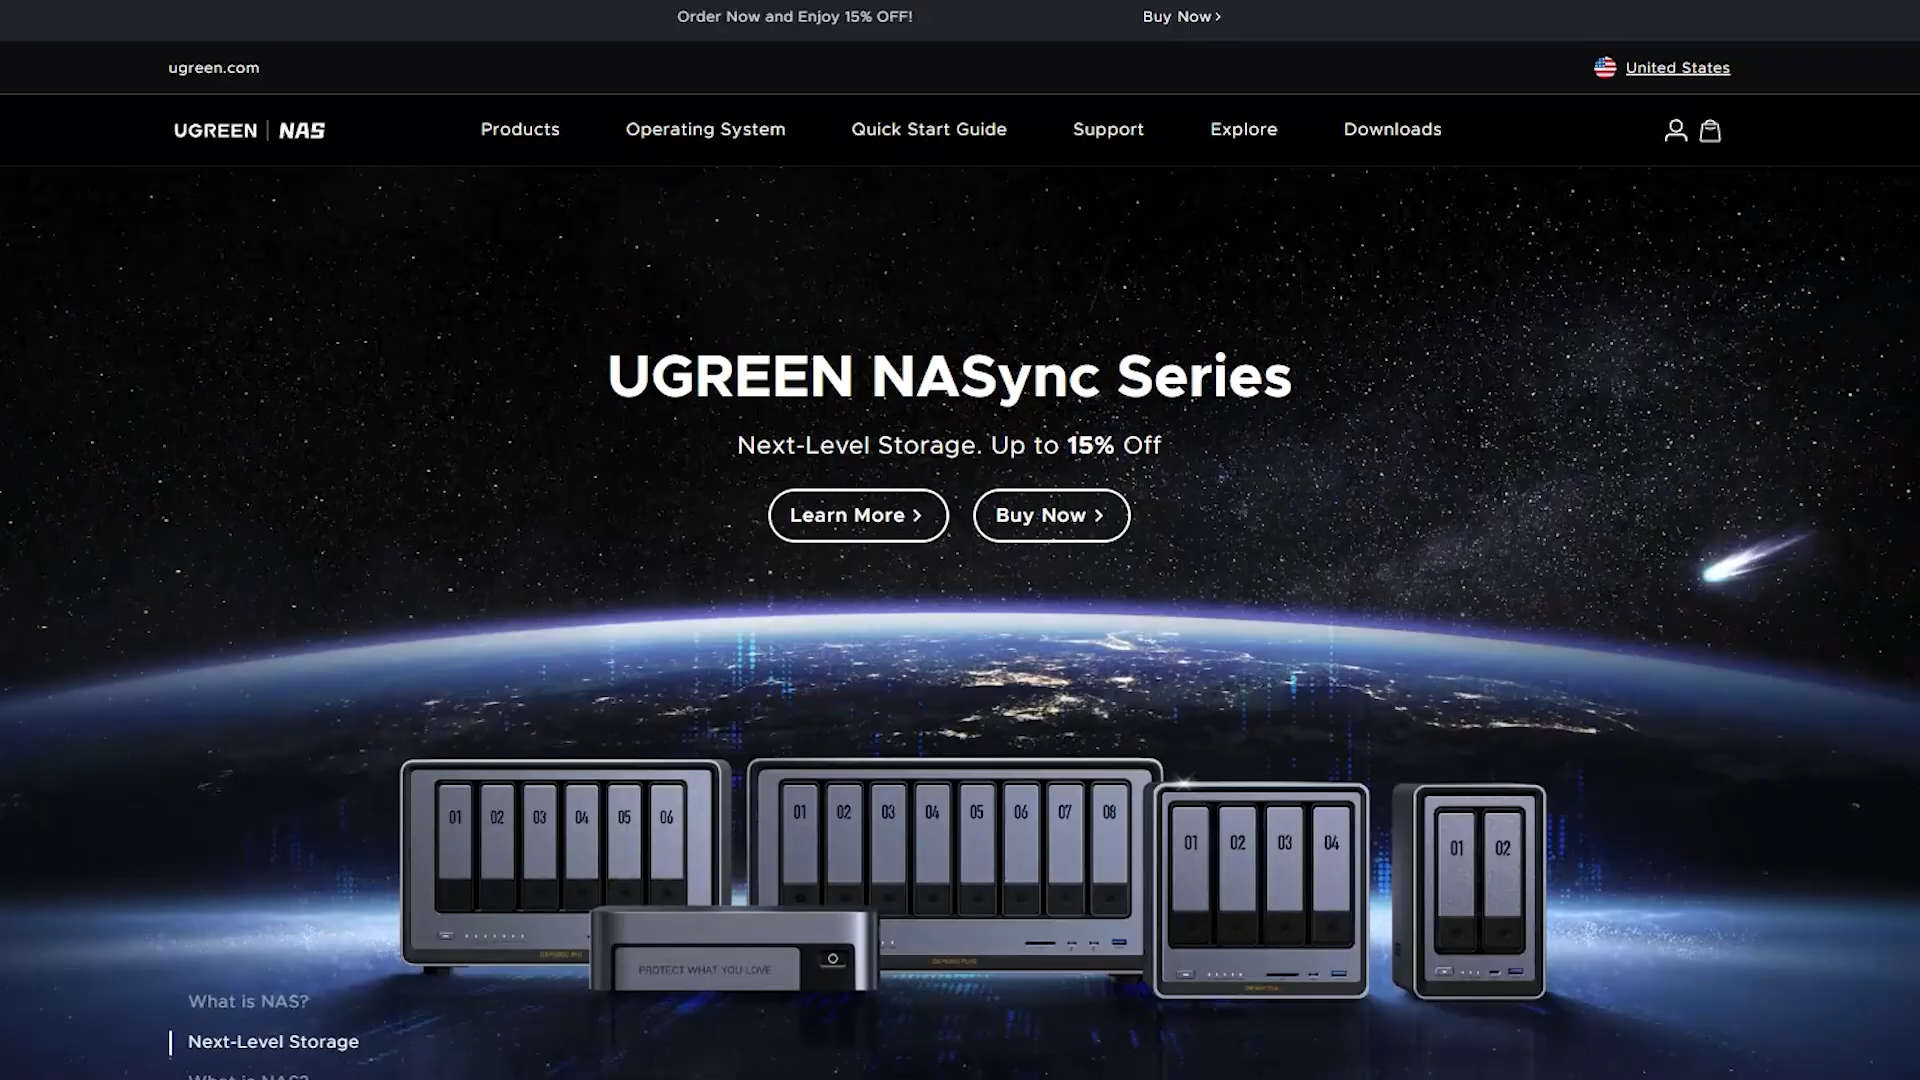 Order Now and Enjoy 15% OFF! Buy Now >
ugreen.com
United States
UGREEN | NAS
Products
Operating System
Quick Start Guide
Support
Explore
Downloads
UGREEN NASync Series
Next-Level Storage. Up to 15% Off
Learn More >
Buy Now >
01 02 03 04 05 06
01 02 03 04 05 06 07 08
01 02 03 04
01 02
PROTECT WHAT YOU LOVE
What is NAS?
Next-Level Storage
What is NAS?